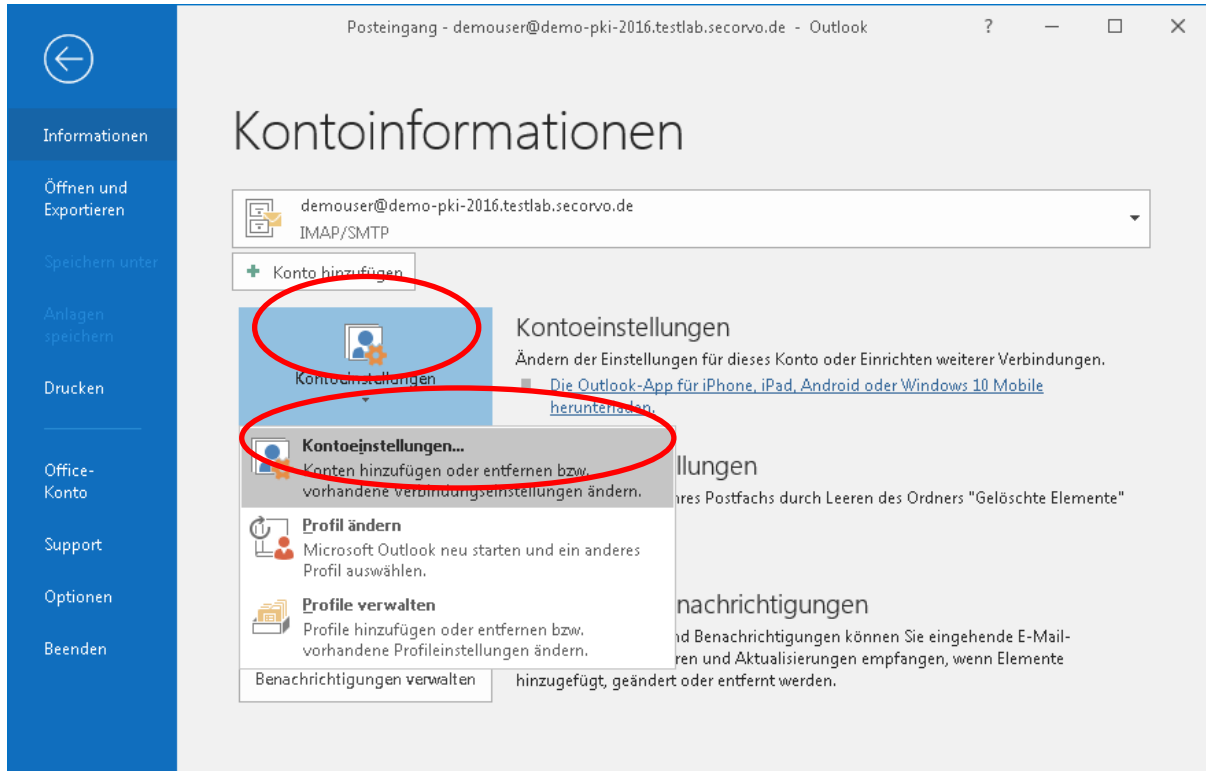 Posteingang - demouser@demo-pki-2016.testlab.secorvo.de - Outlook
?
Informationen
Öffnen und
Exportieren
Speichern unter
Anlagen
speichern
Drucken
Office-
Konto
Support
Optionen
Beenden
Kontoinformationen
demouser@demo-pki-2016.testlab.secorvo.de
IMAP/SMTP
Konto hinzufügen
Kontoeinstellungen
Kontoeinstellungen
Ändern der Einstellungen für dieses Konto oder Einrichten weiterer Verbindungen.
Die Outlook-App für iPhone, iPad, Android oder Windows 10 Mobile
herunterladen.
Kontoeinstellungen...
Konten hinzufügen oder entfernen bzw.
vorhandene Verbindungseinstellungen ändern.
Profil ändern
Microsoft Outlook neu starten und ein anderes
Profil auswählen.
Profile verwalten
Profile hinzufügen oder entfernen bzw.
vorhandene Profileinstellungen ändern.
llungen
hres Postfachs durch Leeren des Ordners "Gelöschte Elemente"
nachrichtigungen
nd Benachrichtigungen können Sie eingehende E-Mail-
ren und Aktualisierungen empfangen, wenn Elemente
hinzugefügt, geändert oder entfernt werden.
Benachrichtigungen verwalten